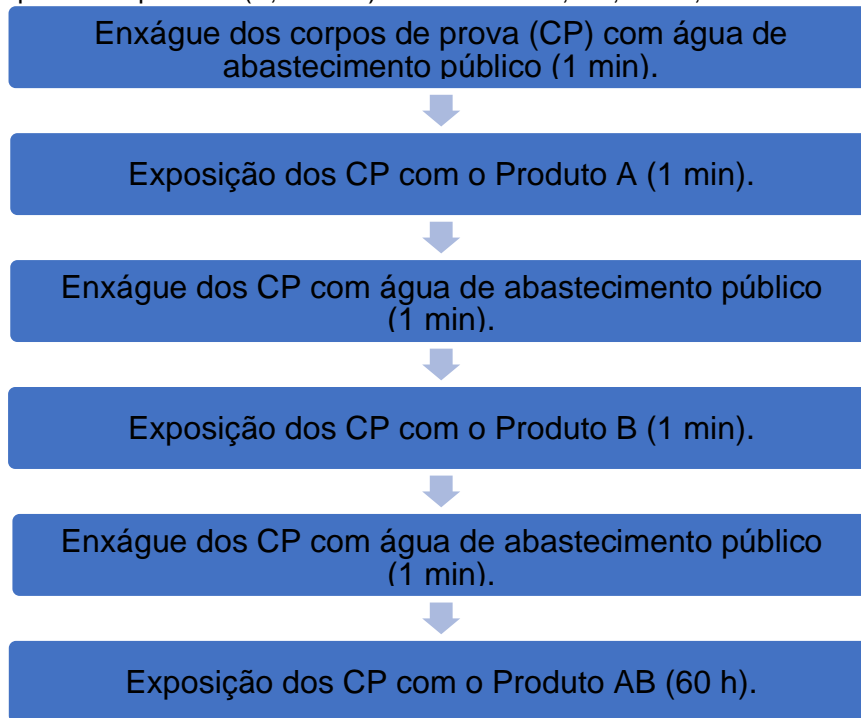 Enxágue dos corpos de prova (CP) com água de
abastecimento público (1 min).
Exposição dos CP com o Produto A (1 min).
Enxágue dos CP com água de abastecimento público
(1 min).
Exposição dos CP com o Produto B (1 min).
Enxágue dos CP com água de abastecimento público
(1 min).
Exposição dos CP com o Produto AB (60 h).